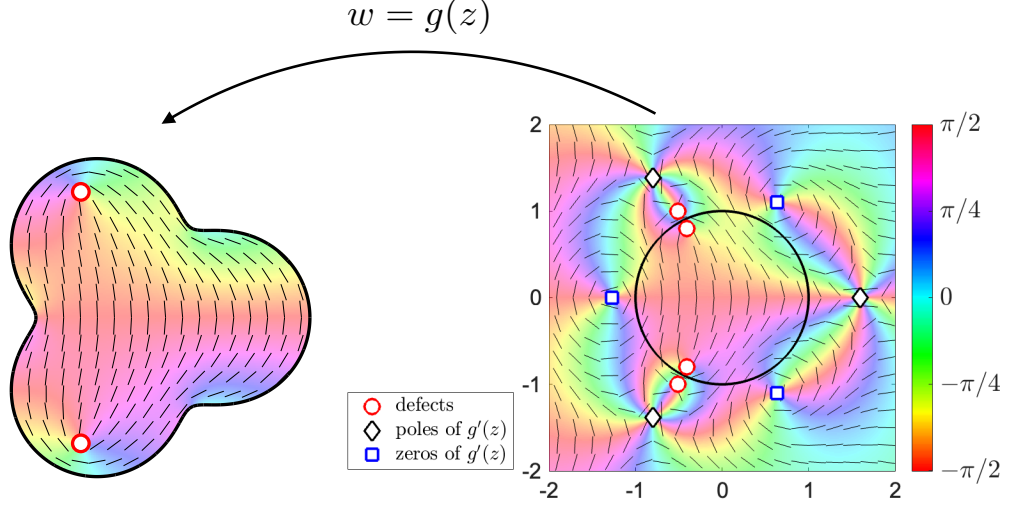 w = g(z)
2
1
0
-1
-2
-2
-1
0
1
2
π/2
π/4
0
−π/4
−π/2
defects
poles of g′(z)
zeros of g′(z)